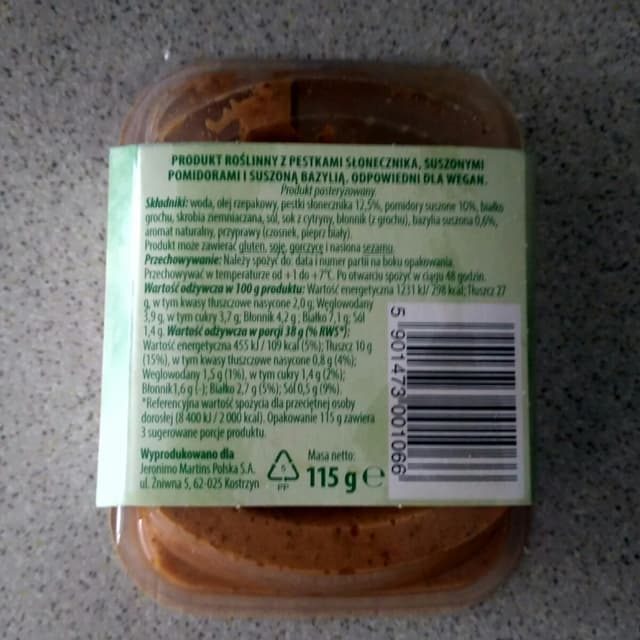 PRODUKT ROŚLINNY Z PESTKAMI SŁONECZNIKA, SUSZONYMI
POMIDORAMI I SUSZONĄ BAZYLIĄ. ODPOWIEDNI DLA WEGAN.
Produkt pasteryzowany
Składniki: woda, olej rzepakowy, pestki słonecznika 12,5%, pomidory suszone 10%, białko
grochu, skrobia ziemniaczana, sól, sok z cytryny, błonnik (z grochu), bazylia suszona 0,6%,
aromat naturalny, przyprawy (czosnek, pieprz biały).
Produkt może zawierać gluten, soję, gorczycę i nasiona sezamu.
Przechowywanie: Należy spożyć do: data i numer partii na boku opakowania.
Przechowywać w temperaturze od +1 do +7°C. Po otwarciu spożyć w ciągu 48 godzin.
Wartość odżywcza w 100 g produktu: Wartość energetyczna 1231 kJ/ 298 kcal; Tłuszcz 27
g, w tym kwasy tłuszczowe nasycone 2,0 g; Węglowodany
3,9 g, w tym cukry 3,7 g; Błonnik 4,2 g; Białko 7,1 g; Sól
1,4 g. Wartość odżywcza w porcji 38 g (% RWS*):
Wartość energetyczna 455 kJ/ 109 kcal (5%); Tłuszcz 10 g
(15%), w tym kwasy tłuszczowe nasycone 0,8 g (4%);
Węglowodany 1,5 g (1%), w tym cukry 1,4 g (2%);
Błonnik 1,6 g (-); Białko 2,7 g (5%); Sól 0,5 g (9%).
*Referencyjna wartość spożycia dla przeciętnej osoby
dorosłej (8 400 kJ / 2 000 kcal). Opakowanie 115 g zawiera
3 sugerowane porcje produktu.
Wyprodukowano dla
Jeronimo Martins Polska S.A.
ul. Żniwna 5, 62-025 Kostrzyn
5
PP
Masa netto:
115 g ℮
5 901473 001066